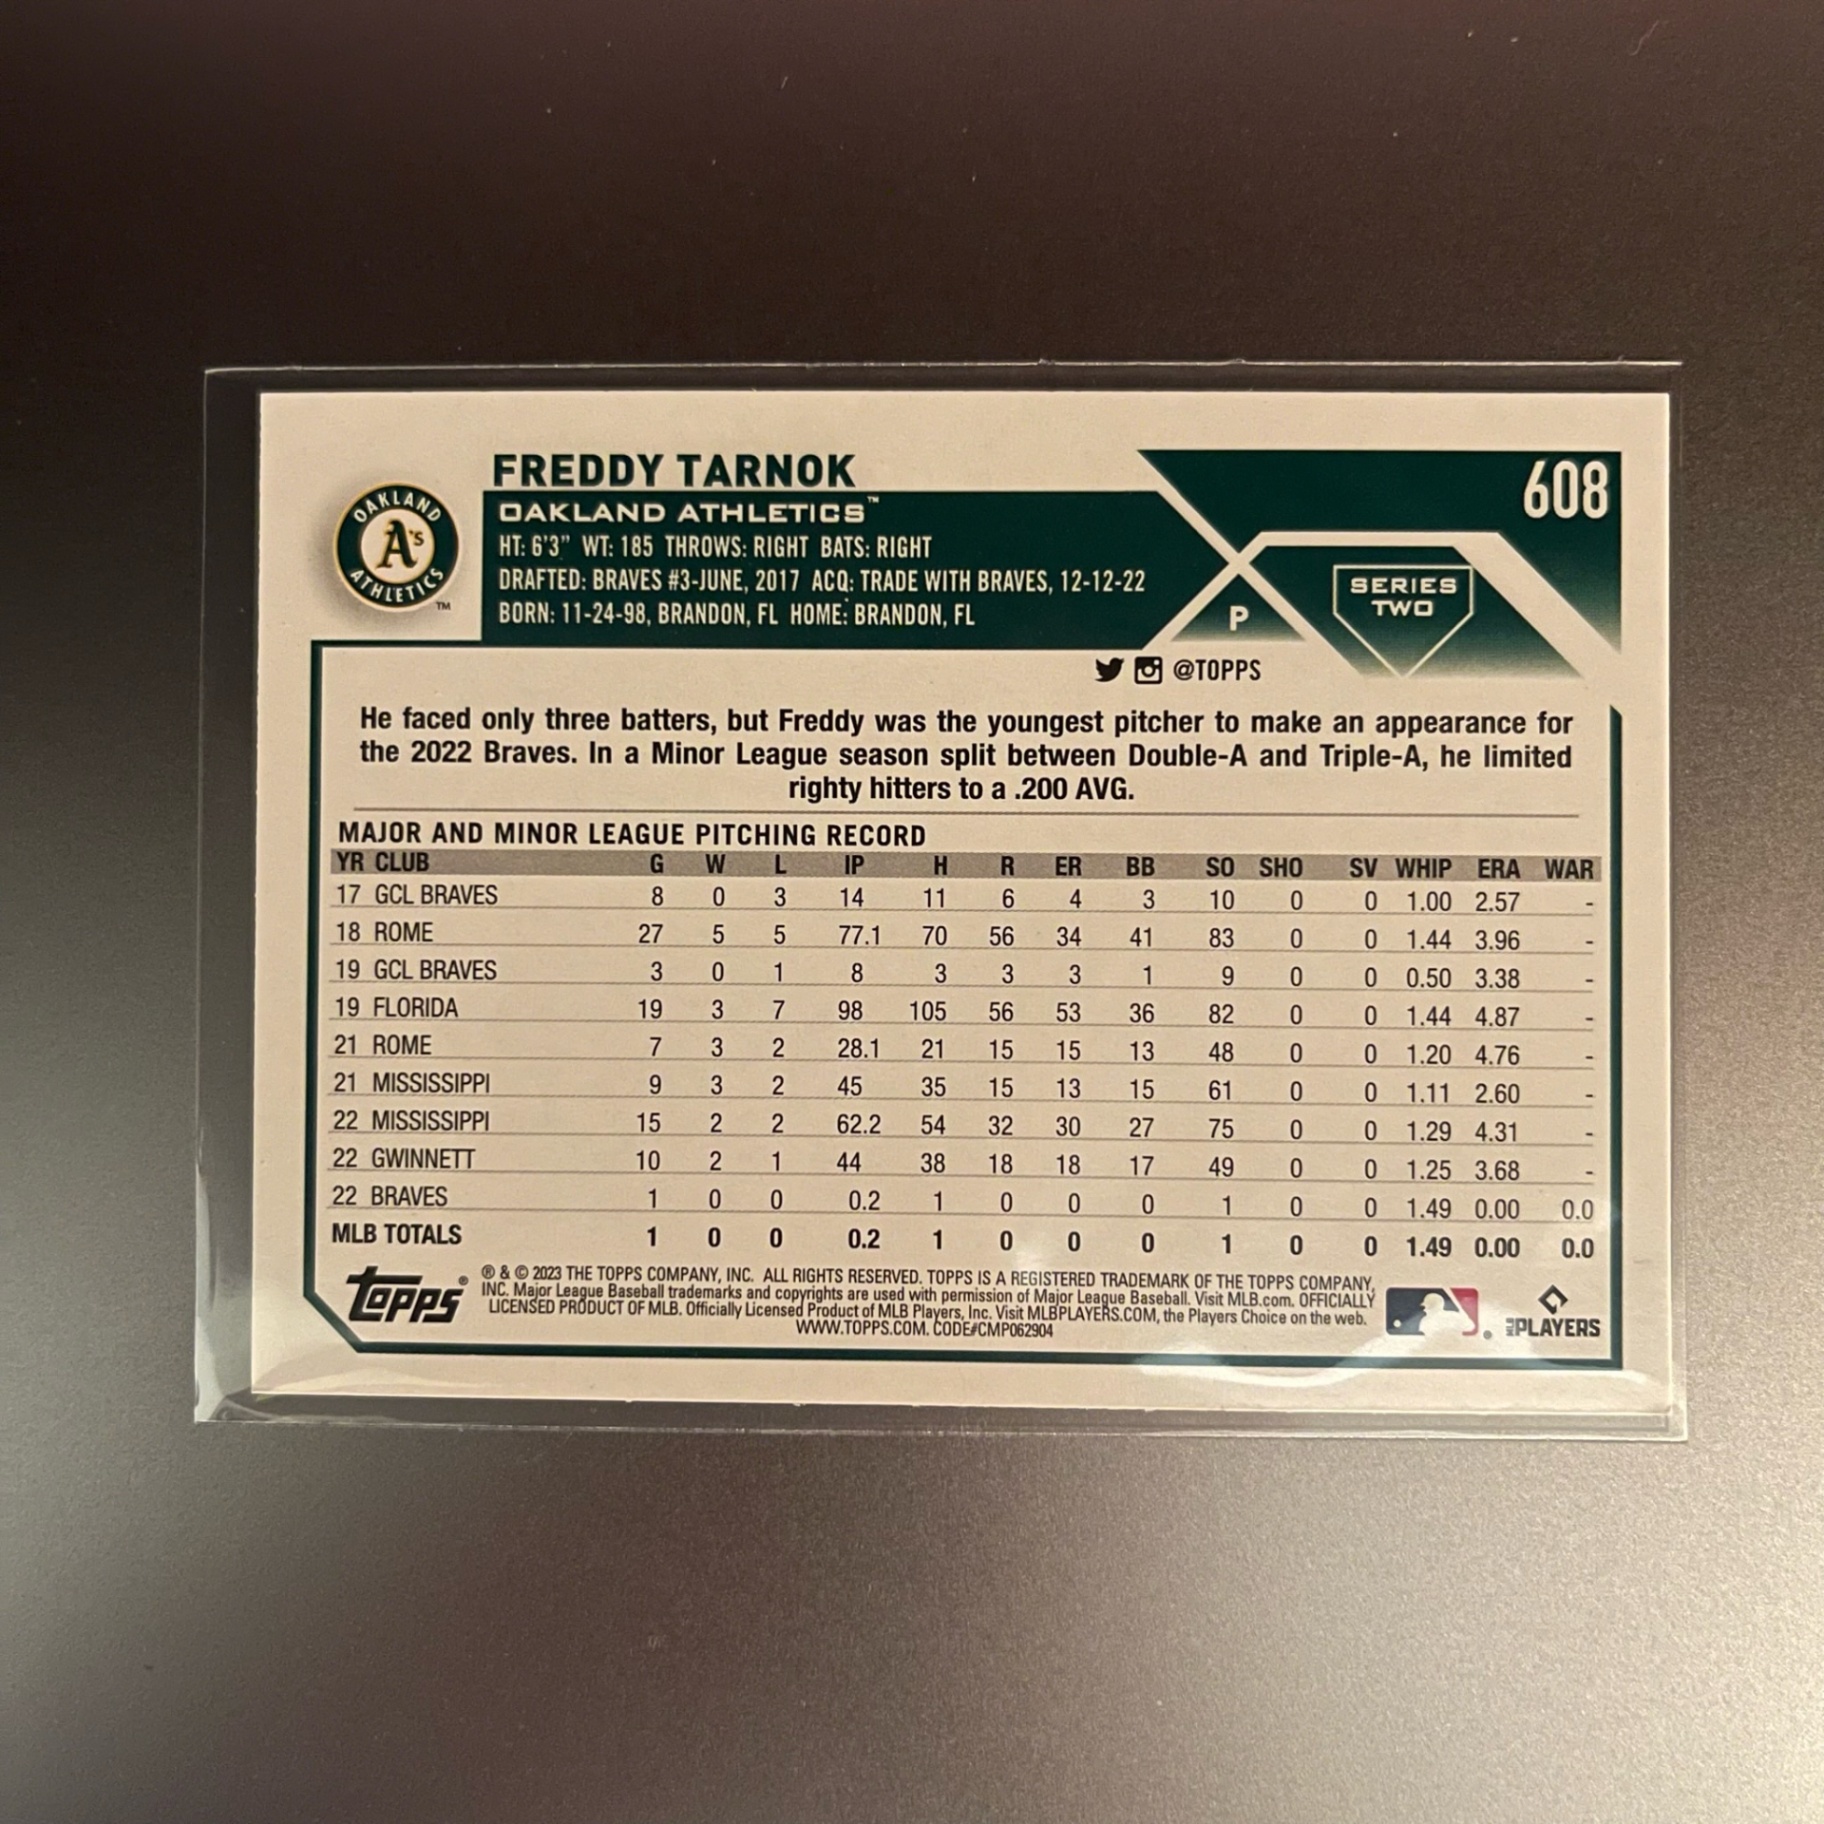 FREDDY TARNOK
608
OAKLAND ATHLETICS™
OAKLAND A's ATHLETICS ™
HT: 6'3" WT: 185 THROWS: RIGHT BATS: RIGHT
DRAFTED: BRAVES #3-JUNE, 2017 ACQ: TRADE WITH BRAVES, 12-12-22
BORN: 11-24-98, BRANDON, FL HOME: BRANDON, FL
P
SERIES
TWO
@TOPPS
He faced only three batters, but Freddy was the youngest pitcher to make an appearance for
the 2022 Braves. In a Minor League season split between Double-A and Triple-A, he limited
righty hitters to a .200 AVG.
MAJOR AND MINOR LEAGUE PITCHING RECORD
YR CLUB G W L IP H R ER BB SO SHO SV WHIP ERA WAR
17 GCL BRAVES 8 0 3 14 11 6 4 3 10 0 0 1.00 2.57 -
18 ROME 27 5 5 77.1 70 56 34 41 83 0 0 1.44 3.96 -
19 GCL BRAVES 3 0 1 8 3 3 3 1 9 0 0 0.50 3.38 -
19 FLORIDA 19 3 7 98 105 56 53 36 82 0 0 1.44 4.87 -
21 ROME 7 3 2 28.1 21 15 15 13 48 0 0 1.20 4.76 -
21 MISSISSIPPI 9 3 2 45 35 15 13 15 61 0 0 1.11 2.60 -
22 MISSISSIPPI 15 2 2 62.2 54 32 30 27 75 0 0 1.29 4.31 -
22 GWINNETT 10 2 1 44 38 18 18 17 49 0 0 1.25 3.68 -
22 BRAVES 1 0 0 0.2 1 0 0 0 1 0 0 1.49 0.00 0.0
MLB TOTALS 1 0 0 0.2 1 0 0 0 1 0 0 1.49 0.00 0.0
topps®
® & © 2023 THE TOPPS COMPANY, INC. ALL RIGHTS RESERVED. TOPPS IS A REGISTERED TRADEMARK OF THE TOPPS COMPANY,
INC. Major League Baseball trademarks and copyrights are used with permission of Major League Baseball. Visit MLB.com. OFFICIALLY
LICENSED PRODUCT OF MLB. Officially Licensed Product of MLB Players, Inc. Visit MLBPLAYERS.COM, the Players Choice on the web.
WWW.TOPPS.COM. CODE#CMP062904
MLB PLAYERS